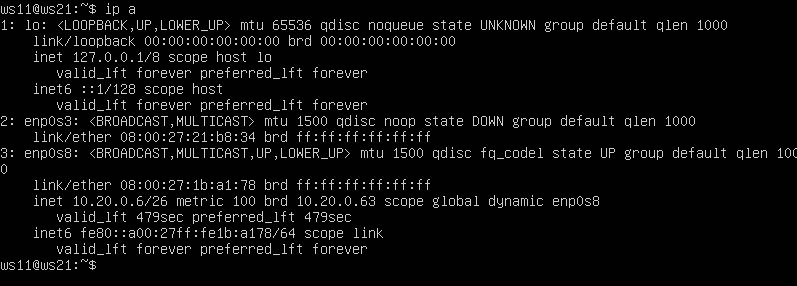 ws11@ws21:~$ ip a
1: lo: <LOOPBACK,UP,LOWER_UP> mtu 65536 qdisc noqueue state UNKNOWN group default qlen 1000
    link/loopback 00:00:00:00:00:00 brd 00:00:00:00:00:00
    inet 127.0.0.1/8 scope host lo
       valid_lft forever preferred_lft forever
    inet6 ::1/128 scope host
       valid_lft forever preferred_lft forever
2: enp0s3: <BROADCAST,MULTICAST> mtu 1500 qdisc noop state DOWN group default qlen 1000
    link/ether 08:00:27:21:b8:34 brd ff:ff:ff:ff:ff:ff
3: enp0s8: <BROADCAST,MULTICAST,UP,LOWER_UP> mtu 1500 qdisc fq_codel state UP group default qlen 100
0
    link/ether 08:00:27:1b:a1:78 brd ff:ff:ff:ff:ff:ff
    inet 10.20.0.6/26 metric 100 brd 10.20.0.63 scope global dynamic enp0s8
       valid_lft 479sec preferred_lft 479sec
    inet6 fe80::a00:27ff:fe1b:a178/64 scope link
       valid_lft forever preferred_lft forever
ws11@ws21:~$